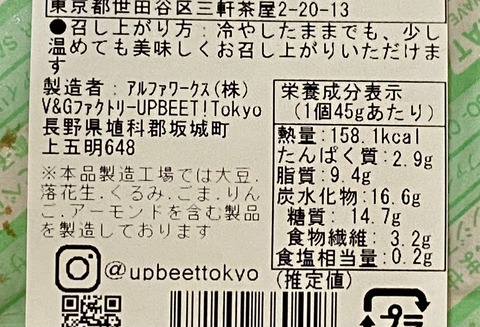 東京都世田谷区三軒茶屋2-20-13
●召し上がり方：冷やしたままでも、少し
温めても美味しくお召し上がりいただけま
す
製造者：アルファワークス(株)
V&GファクトリーUPBEET!Tokyo
長野県埴科郡坂城町
上五明648
※本品製造工場では大豆.
落花生.くるみ.ごま.りん
ご.アーモンドを含む製品
を製造しております
@upbeettokyo
栄養成分表示
(1個45gあたり)
熱量:158.1kcal
たんぱく質: 2.9g
脂質: 9.4g
炭水化物: 16.6g
糖質: 14.7g
食物繊維: 3.2g
食塩相当量:0.2g
(推定値)
プラ